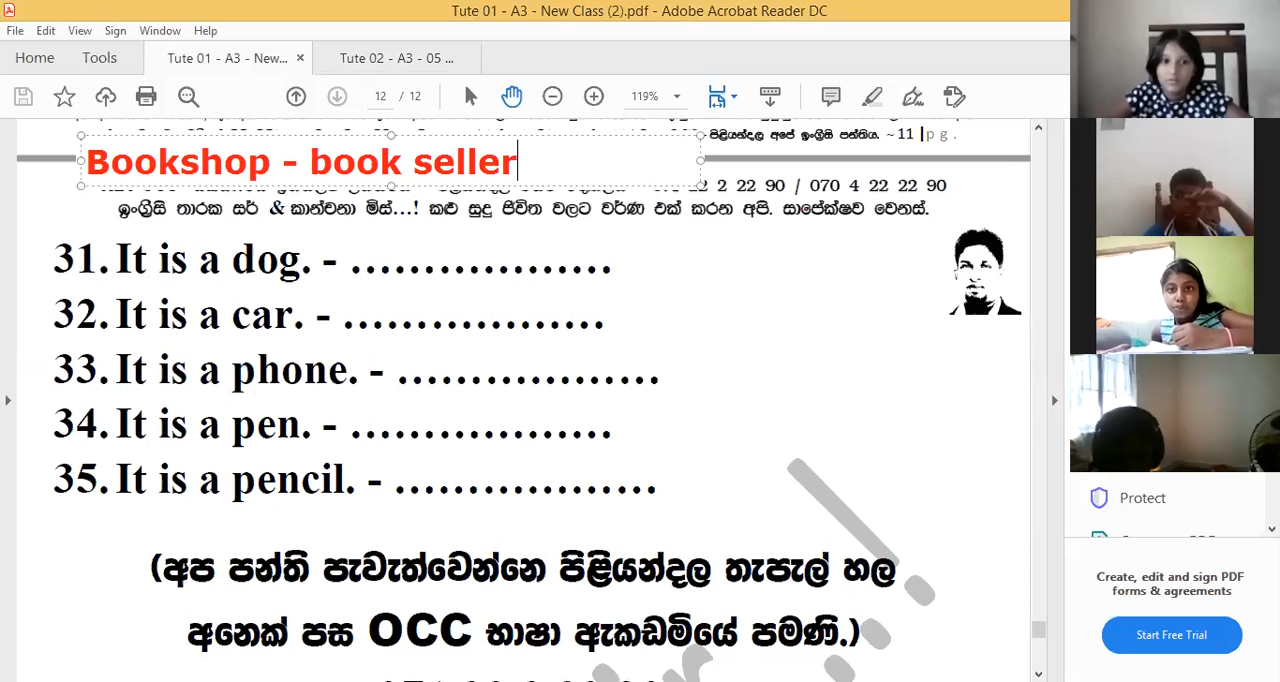 Tute 01 - A3 - New Class (2).pdf - Adobe Acrobat Reader DC
File Edit View Sign Window Help
Home Tools Tute 01 - A3 - New... × Tute 02 - A3 - 05 ...
12 / 12 119%
පිළියන්දල අපේ ඉංග්‍රීසි පන්තිය. ~ 11 | p g .
Bookshop - book seller
2 22 90 / 070 4 22 22 90
ඉංග්‍රීසි තාරක සර් & කාන්චනා මිස්...! කළු සුදු ජීවිත වලට වර්ණ එක් කරන අපි. සාපේක්ෂව වෙනස්.
31. It is a dog. - ..................
32. It is a car. - ..................
33. It is a phone. - ..................
34. It is a pen. - ..................
35. It is a pencil. - ..................
(අප පන්ති පැවැත්වෙන්නෙ පිළියන්දල තැපැල් හල
අනෙක් පස OCC භාෂා ඇකඩමියේ පමණි.)
Protect
Create, edit and sign PDF
forms & agreements
Start Free Trial